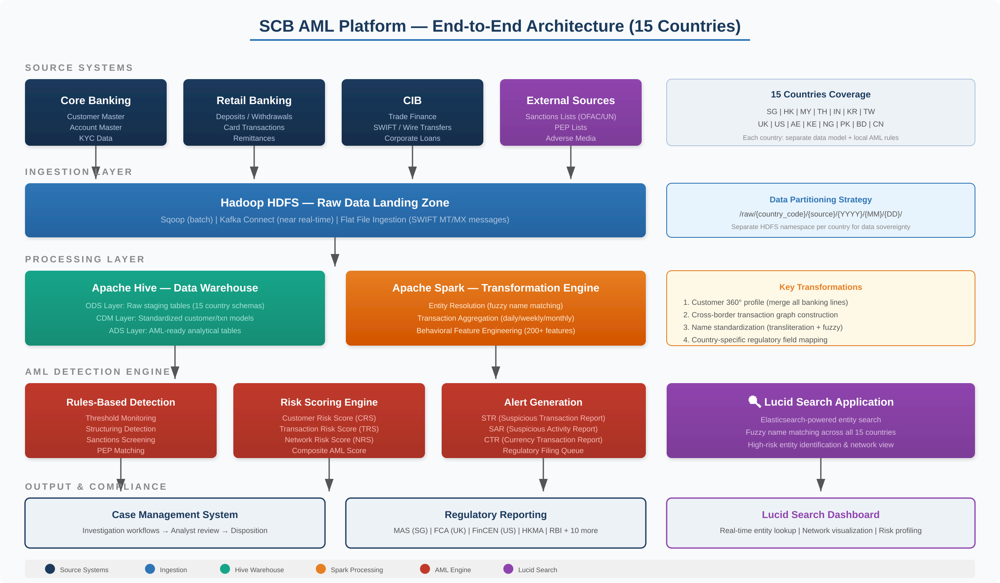 SCB AML Platform — End-to-End Architecture (15 Countries)
SOURCE SYSTEMS
Core Banking
Customer Master
Account Master
KYC Data
Retail Banking
Deposits / Withdrawals
Card Transactions
Remittances
CIB
Trade Finance
SWIFT / Wire Transfers
Corporate Loans
External Sources
Sanctions Lists (OFAC/UN)
PEP Lists
Adverse Media
15 Countries Coverage
SG | HK | MY | TH | IN | KR | TW
UK | US | AE | KE | NG | PK | BD | CN
Each country: separate data model + local AML rules
INGESTION LAYER
Hadoop HDFS — Raw Data Landing Zone
Sqoop (batch) | Kafka Connect (near real-time) | Flat File Ingestion (SWIFT MT/MX messages)
Data Partitioning Strategy
/raw/{country_code}/{source}/{YYYY}/{MM}/{DD}/
Separate HDFS namespace per country for data sovereignty
PROCESSING LAYER
Apache Hive — Data Warehouse
ODS Layer: Raw staging tables (15 country schemas)
CDM Layer: Standardized customer/txn models
ADS Layer: AML-ready analytical tables
Apache Spark — Transformation Engine
Entity Resolution (fuzzy name matching)
Transaction Aggregation (daily/weekly/monthly)
Behavioral Feature Engineering (200+ features)
Key Transformations
1. Customer 360° profile (merge all banking lines)
2. Cross-border transaction graph construction
3. Name standardization (transliteration + fuzzy)
4. Country-specific regulatory field mapping
AML DETECTION ENGINE
Rules-Based Detection
Threshold Monitoring
Structuring Detection
Sanctions Screening
PEP Matching
Risk Scoring Engine
Customer Risk Score (CRS)
Transaction Risk Score (TRS)
Network Risk Score (NRS)
Composite AML Score
Alert Generation
STR (Suspicious Transaction Report)
SAR (Suspicious Activity Report)
CTR (Currency Transaction Report)
Regulatory Filing Queue
Lucid Search Application
Elasticsearch-powered entity search
Fuzzy name matching across all 15 countries
High-risk entity identification & network view
OUTPUT & COMPLIANCE
Case Management System
Investigation workflows → Analyst review → Disposition
Regulatory Reporting
MAS (SG) | FCA (UK) | FinCEN (US) | HKMA | RBI + 10 more
Lucid Search Dashboard
Real-time entity lookup | Network visualization | Risk profiling
Source Systems
Ingestion
Hive Warehouse
Spark Processing
AML Engine
Lucid Search